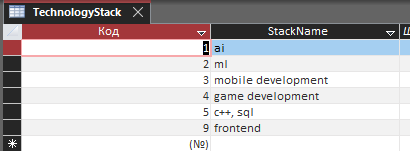 TechnologyStack
Код StackName
1 ai
2 ml
3 mobile development
4 game development
5 c++, sql
9 frontend
(№)